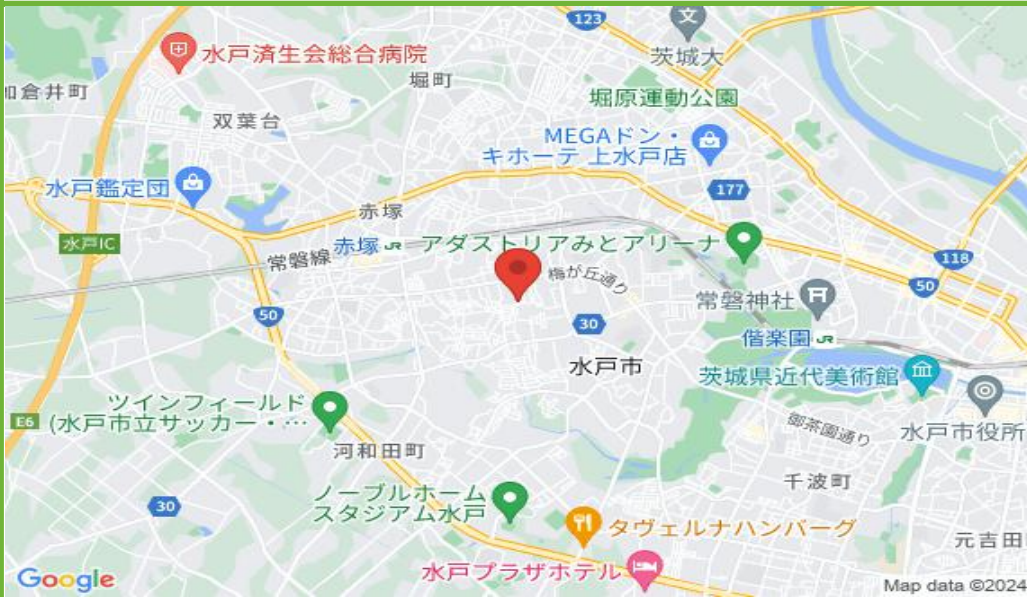 123
文
茨城大
水戸済生会総合病院
堀町
加倉井町
堀原運動公園
双葉台
MEGAドン・
キホーテ 上水戸店
水戸鑑定団
177
赤塚
水戸IC
常磐線
赤塚 JR
アダストリアみとアリーナ
118
梅が丘通り
50
常磐神社
50
30
偕楽園 JR
水戸市
茨城県近代美術館
ツインフィールド
(水戸市立サッカー・…
E6
御茶園通り
水戸市役所
河和田町
千波町
ノーブルホーム
スタジアム水戸
30
タヴェルナハンバーグ
元吉田
水戸プラザホテル
Google
Map data ©2024